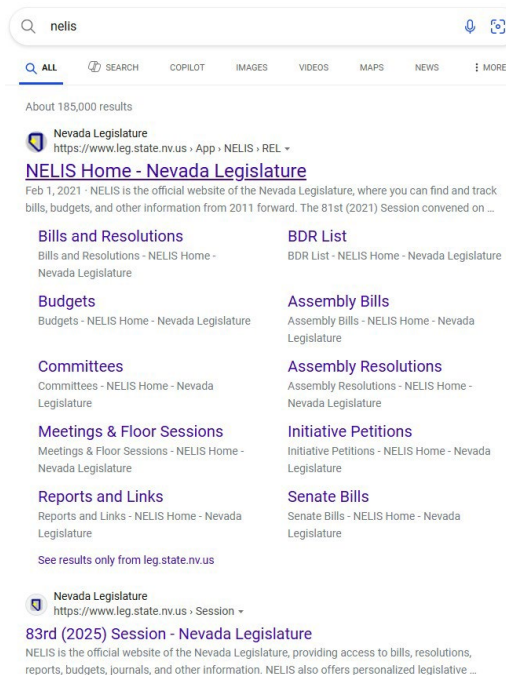 nelis
ALL SEARCH COPILOT IMAGES VIDEOS MAPS NEWS MORE
About 185,000 results
Nevada Legislature
https://www.leg.state.nv.us › App › NELIS › REL
NELIS Home - Nevada Legislature
Feb 1, 2021 · NELIS is the official website of the Nevada Legislature, where you can find and track
bills, budgets, and other information from 2011 forward. The 81st (2021) Session convened on …
Bills and Resolutions
Bills and Resolutions - NELIS Home -
Nevada Legislature
BDR List
BDR List - NELIS Home - Nevada Legislature
Budgets
Budgets - NELIS Home - Nevada Legislature
Assembly Bills
Assembly Bills - NELIS Home - Nevada
Legislature
Committees
Committees - NELIS Home - Nevada
Legislature
Assembly Resolutions
Assembly Resolutions - NELIS Home -
Nevada Legislature
Meetings & Floor Sessions
Meetings & Floor Sessions - NELIS Home -
Nevada Legislature
Initiative Petitions
Initiative Petitions - NELIS Home - Nevada
Legislature
Reports and Links
Reports and Links - NELIS Home - Nevada
Legislature
Senate Bills
Senate Bills - NELIS Home - Nevada
Legislature
See results only from leg.state.nv.us
Nevada Legislature
https://www.leg.state.nv.us › Session
83rd (2025) Session - Nevada Legislature
NELIS is the official website of the Nevada Legislature, providing access to bills, resolutions,
reports, budgets, journals, and other information. NELIS also offers personalized legislative …